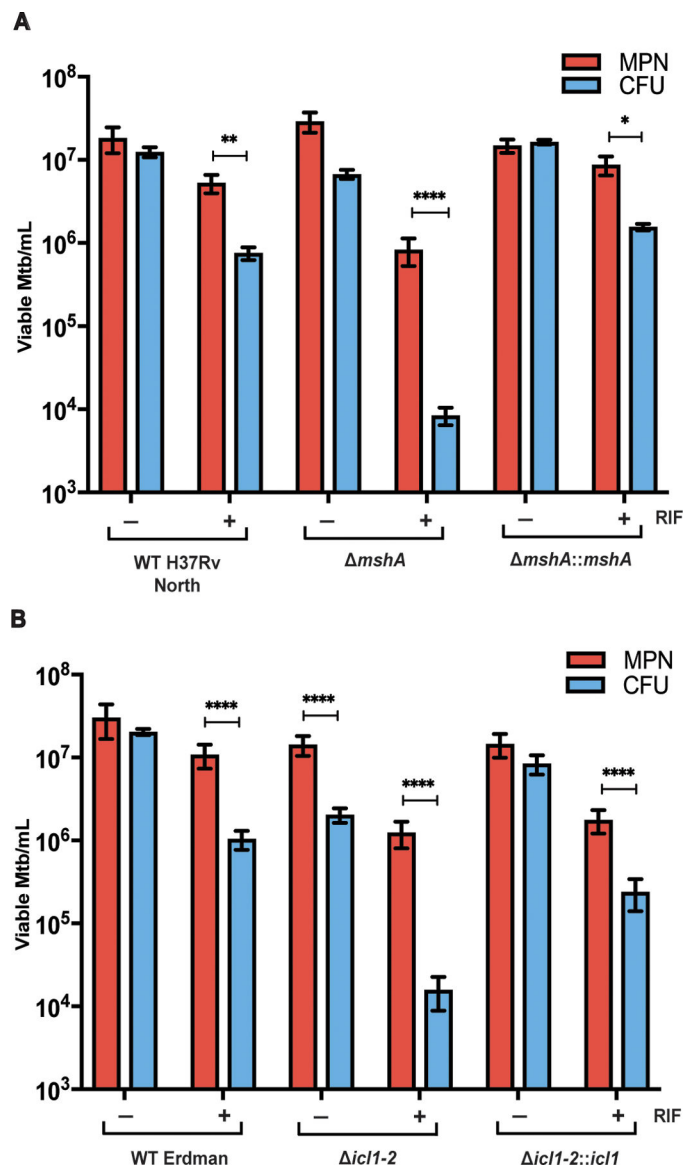 A
MPN
CFU
10^8
10^7
10^6
10^5
10^4
10^3
Viable Mtb/mL
**
****
*
– + – + – + RIF
WT H37Rv North
ΔmshA
ΔmshA::mshA
B
MPN
CFU
10^8
10^7
10^6
10^5
10^4
10^3
Viable Mtb/mL
****
****
****
****
– + – + – + RIF
WT Erdman
Δicl1-2
Δicl1-2::icl1